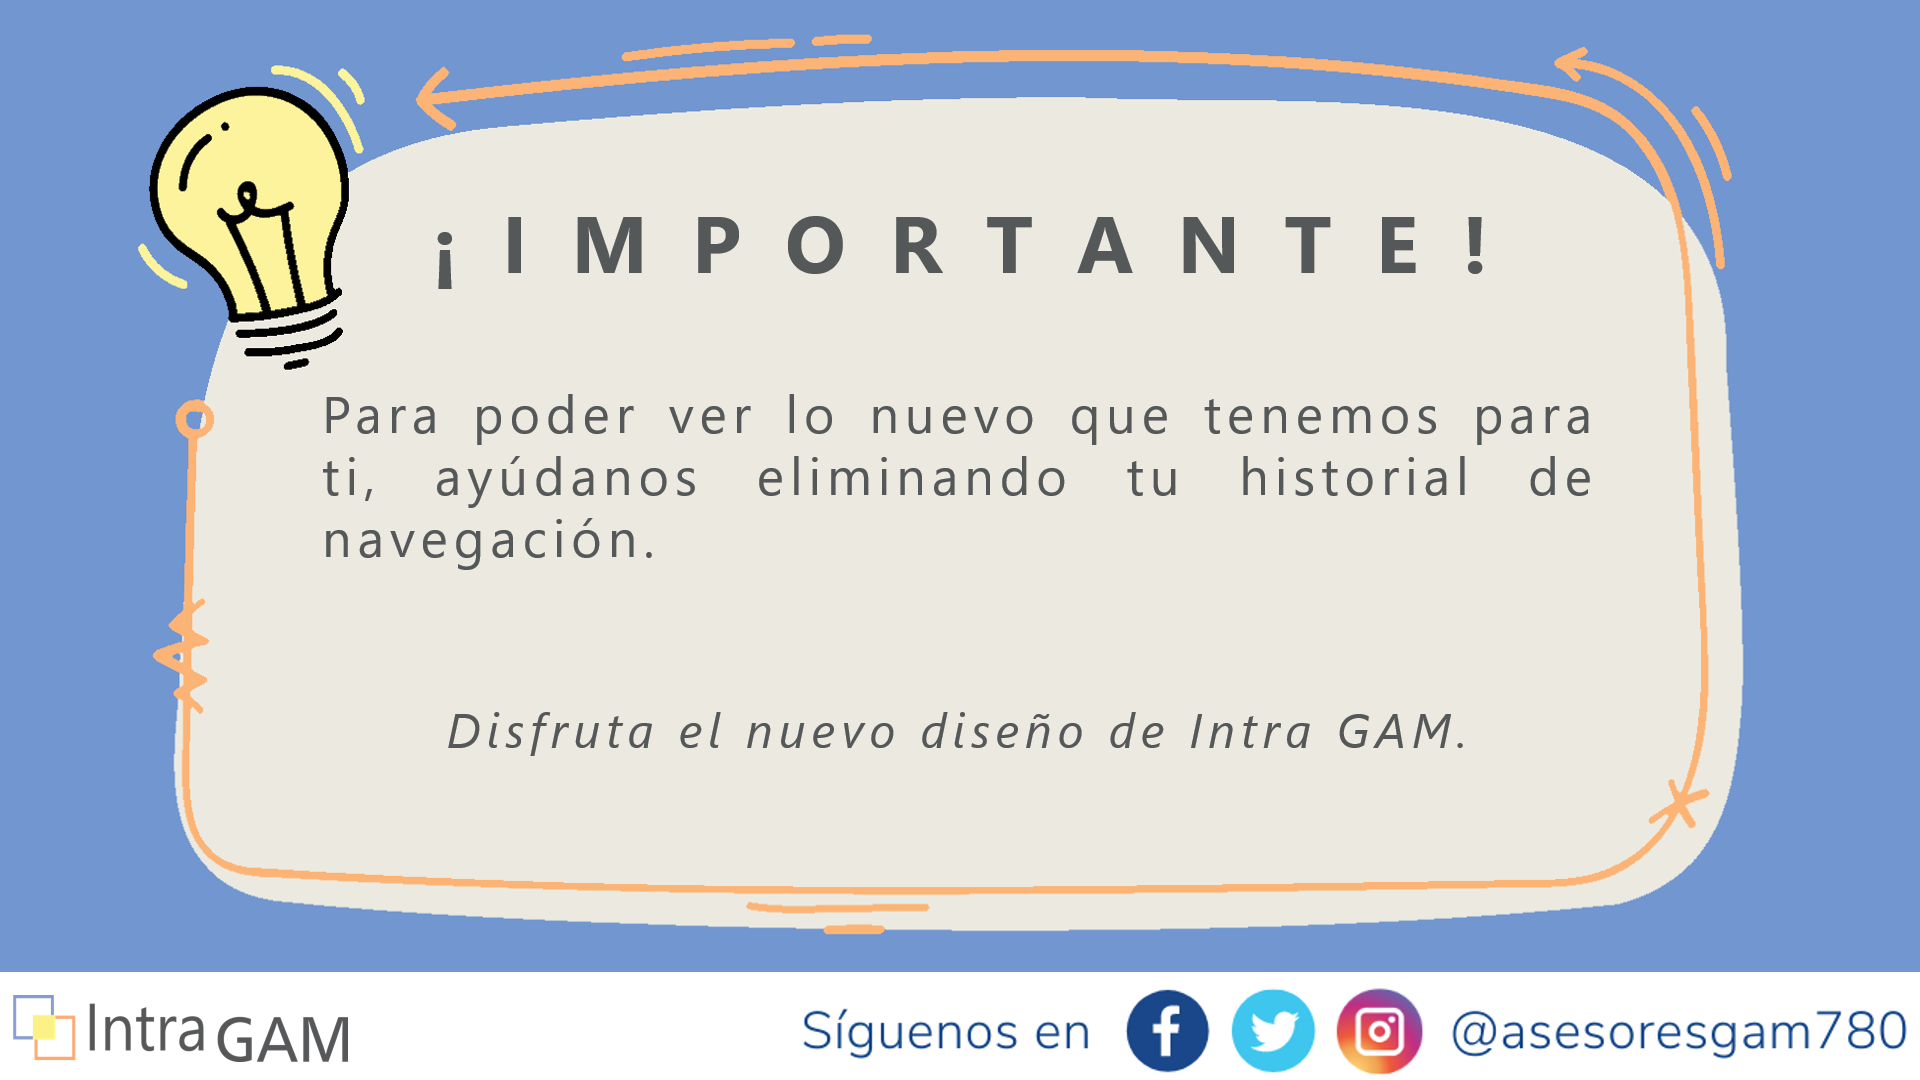 ¡IMPORTANTE!
Para poder ver lo nuevo que tenemos para
ti, ayúdanos eliminando tu historial de
navegación.
Disfruta el nuevo diseño de Intra GAM.
Intra GAM
Síguenos en @asesoresgam780